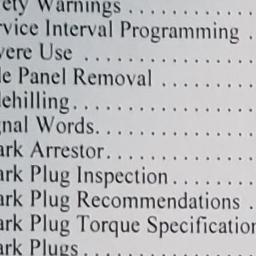 ety Warnings . . . . . . . . . .
rvice Interval Programming .
vere Use . . . . . . . . . . . . .
le Panel Removal . . . . . . . .
lehilling. . . . . . . . . . . . . .
gnal Words. . . . . . . . . . . .
ark Arrestor. . . . . . . . . . .
ark Plug Inspection. . . . . . .
ark Plug Recommendations .
ark Plug Torque Specification
ark Plugs. . . . . . . . . . . . .